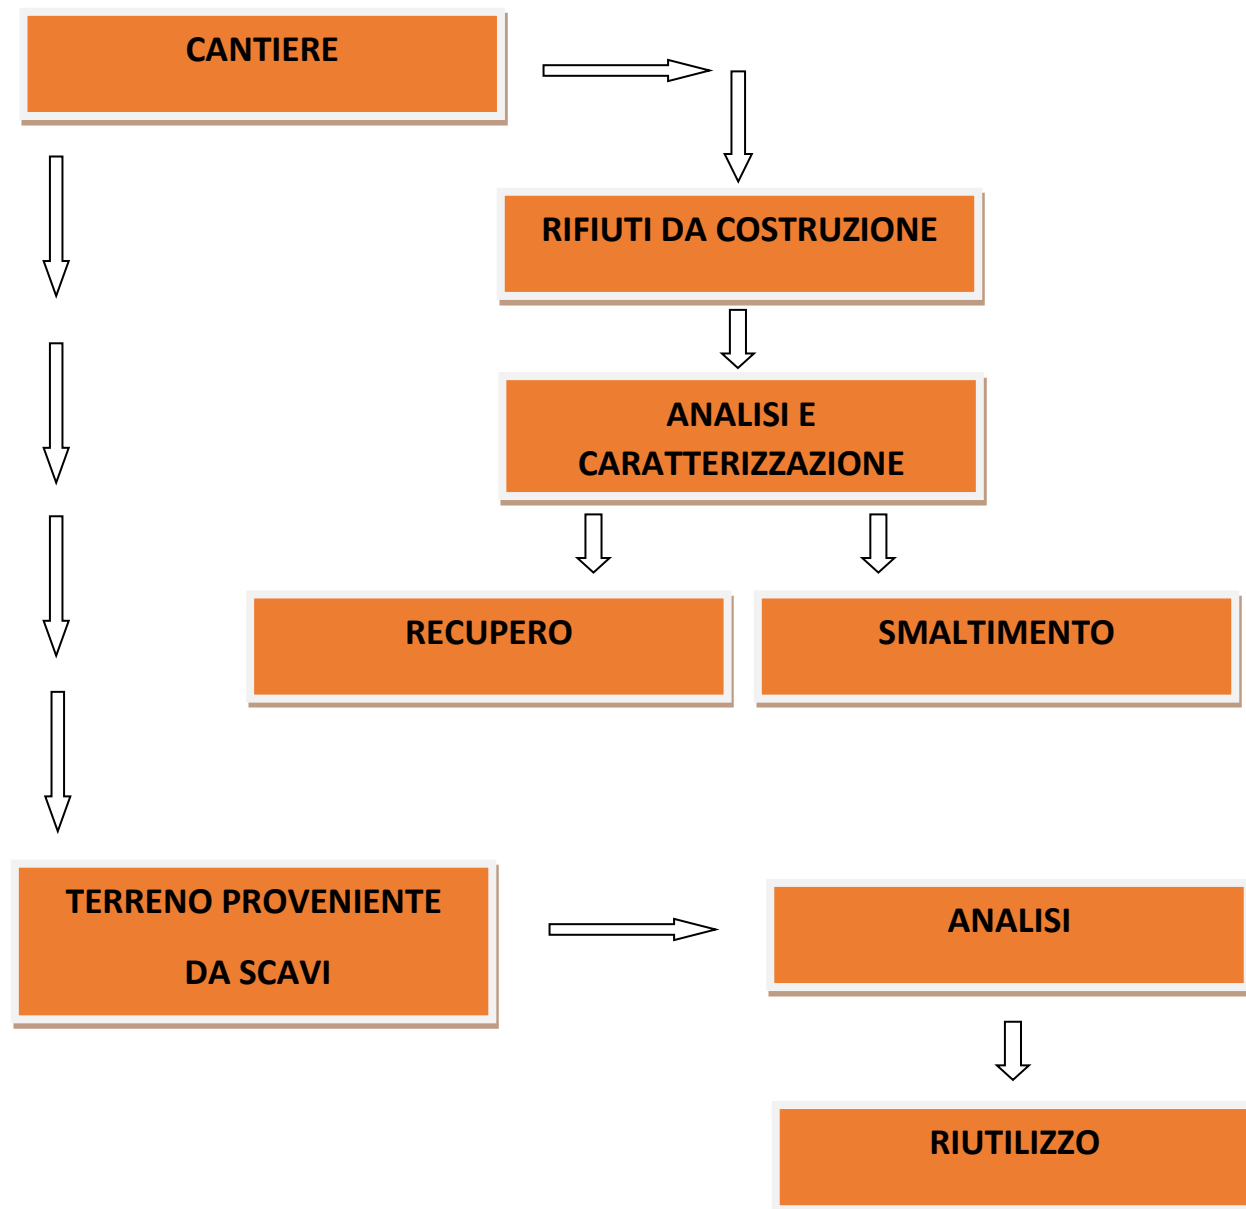 CANTIERE
RIFIUTI DA COSTRUZIONE
ANALISI E
CARATTERIZZAZIONE
RECUPERO
SMALTIMENTO
TERRENO PROVENIENTE
DA SCAVI
ANALISI
RIUTILIZZO